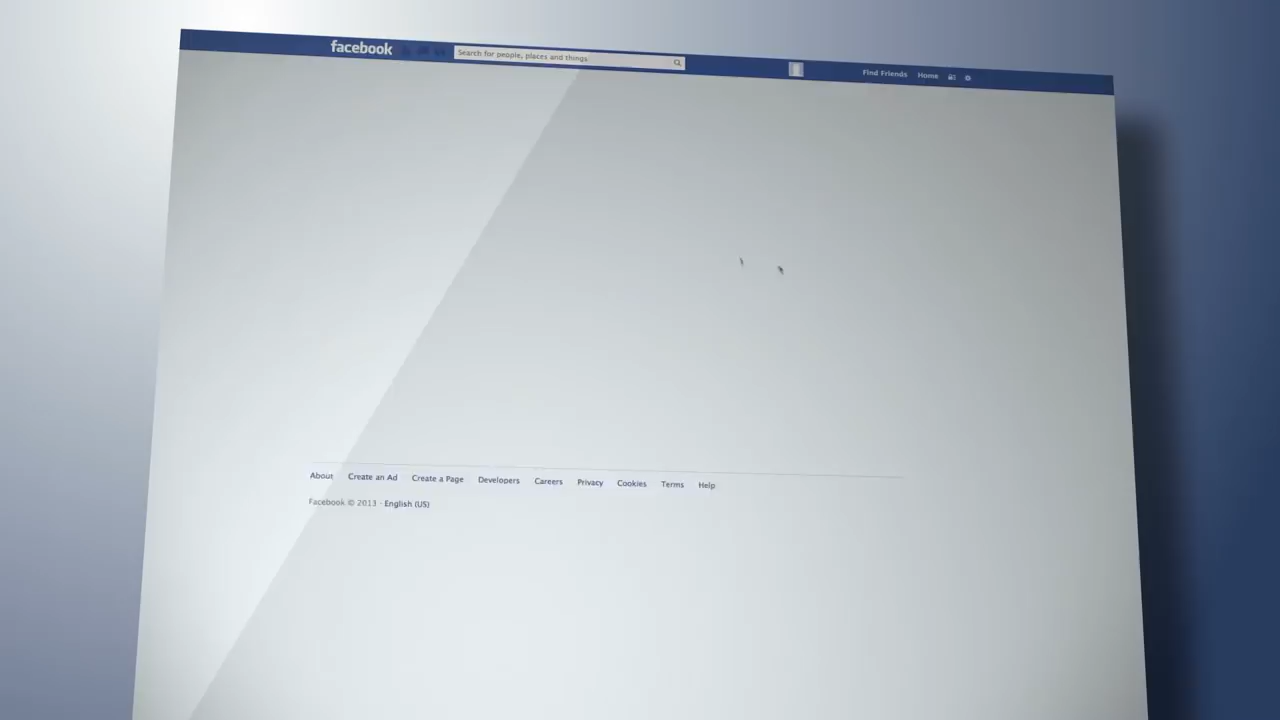 facebook Search for people, places and things Find Friends Home
About Create an Ad Create a Page Developers Careers Privacy Cookies Terms Help
Facebook © 2013 · English (US)